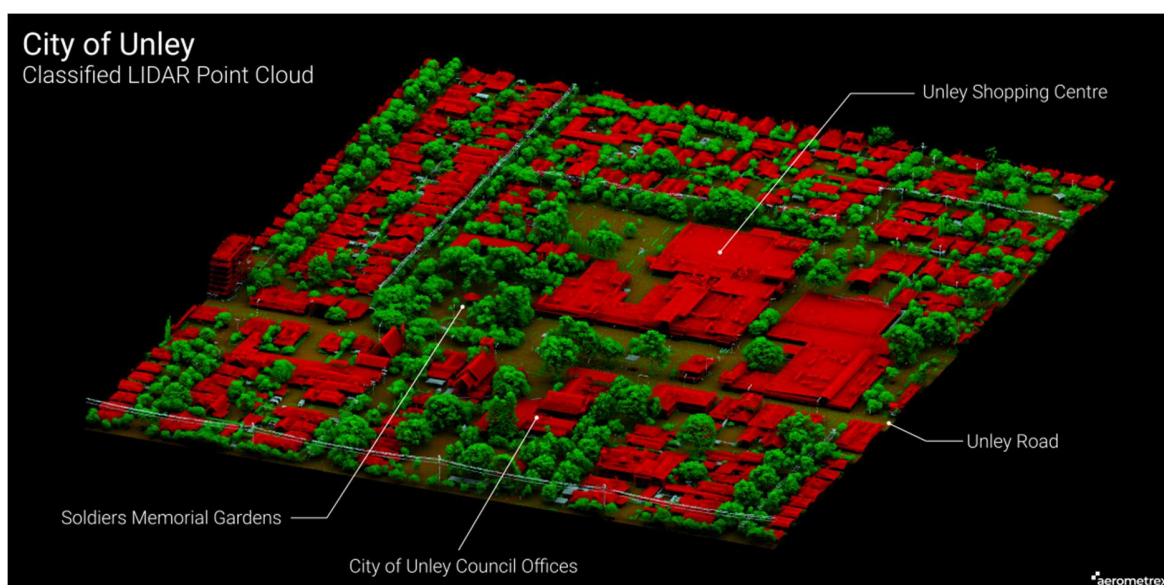 City of Unley
Classified LIDAR Point Cloud
Unley Shopping Centre
Unley Road
Soldiers Memorial Gardens
City of Unley Council Offices
aerometrex